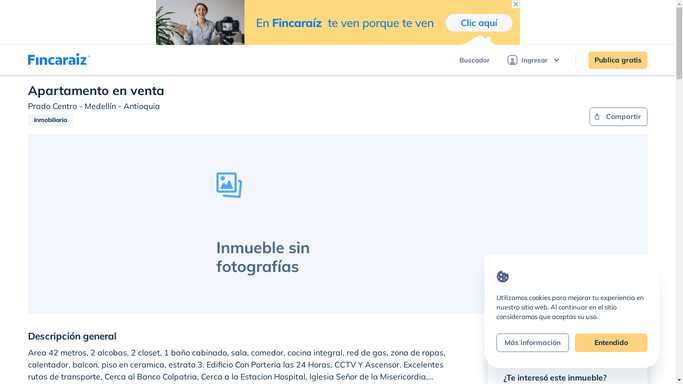 En Fincaraíz te ven porque te ven
Clic aquí
Fincaraiz
Buscador
Ingresar
Publica gratis
Apartamento en venta
Prado Centro - Medellín - Antioquia
Inmobiliaria
Compartir
Inmueble sin
fotografías
Utilizamos cookies para mejorar tu experiencia en
nuestro sitio web. Al continuar en el sitio
consideramos que aceptas su uso.
Más información
Entendido
Descripción general
Area 42 metros, 2 alcobas, 2 closet, 1 baño cabinado, sala, comedor, cocina integral, red de gas, zona de ropas,
calentador, balcon, piso en ceramica, estrato 3. Edificio Con Porteria las 24 Horas, CCTV Y Ascensor. Excelentes
rutas de transporte, Cerca al Banco Colpatria, Cerca a la Estacion Hospital, Iglesia Señor de la Misericordia,...
¿Te interesó este inmueble?